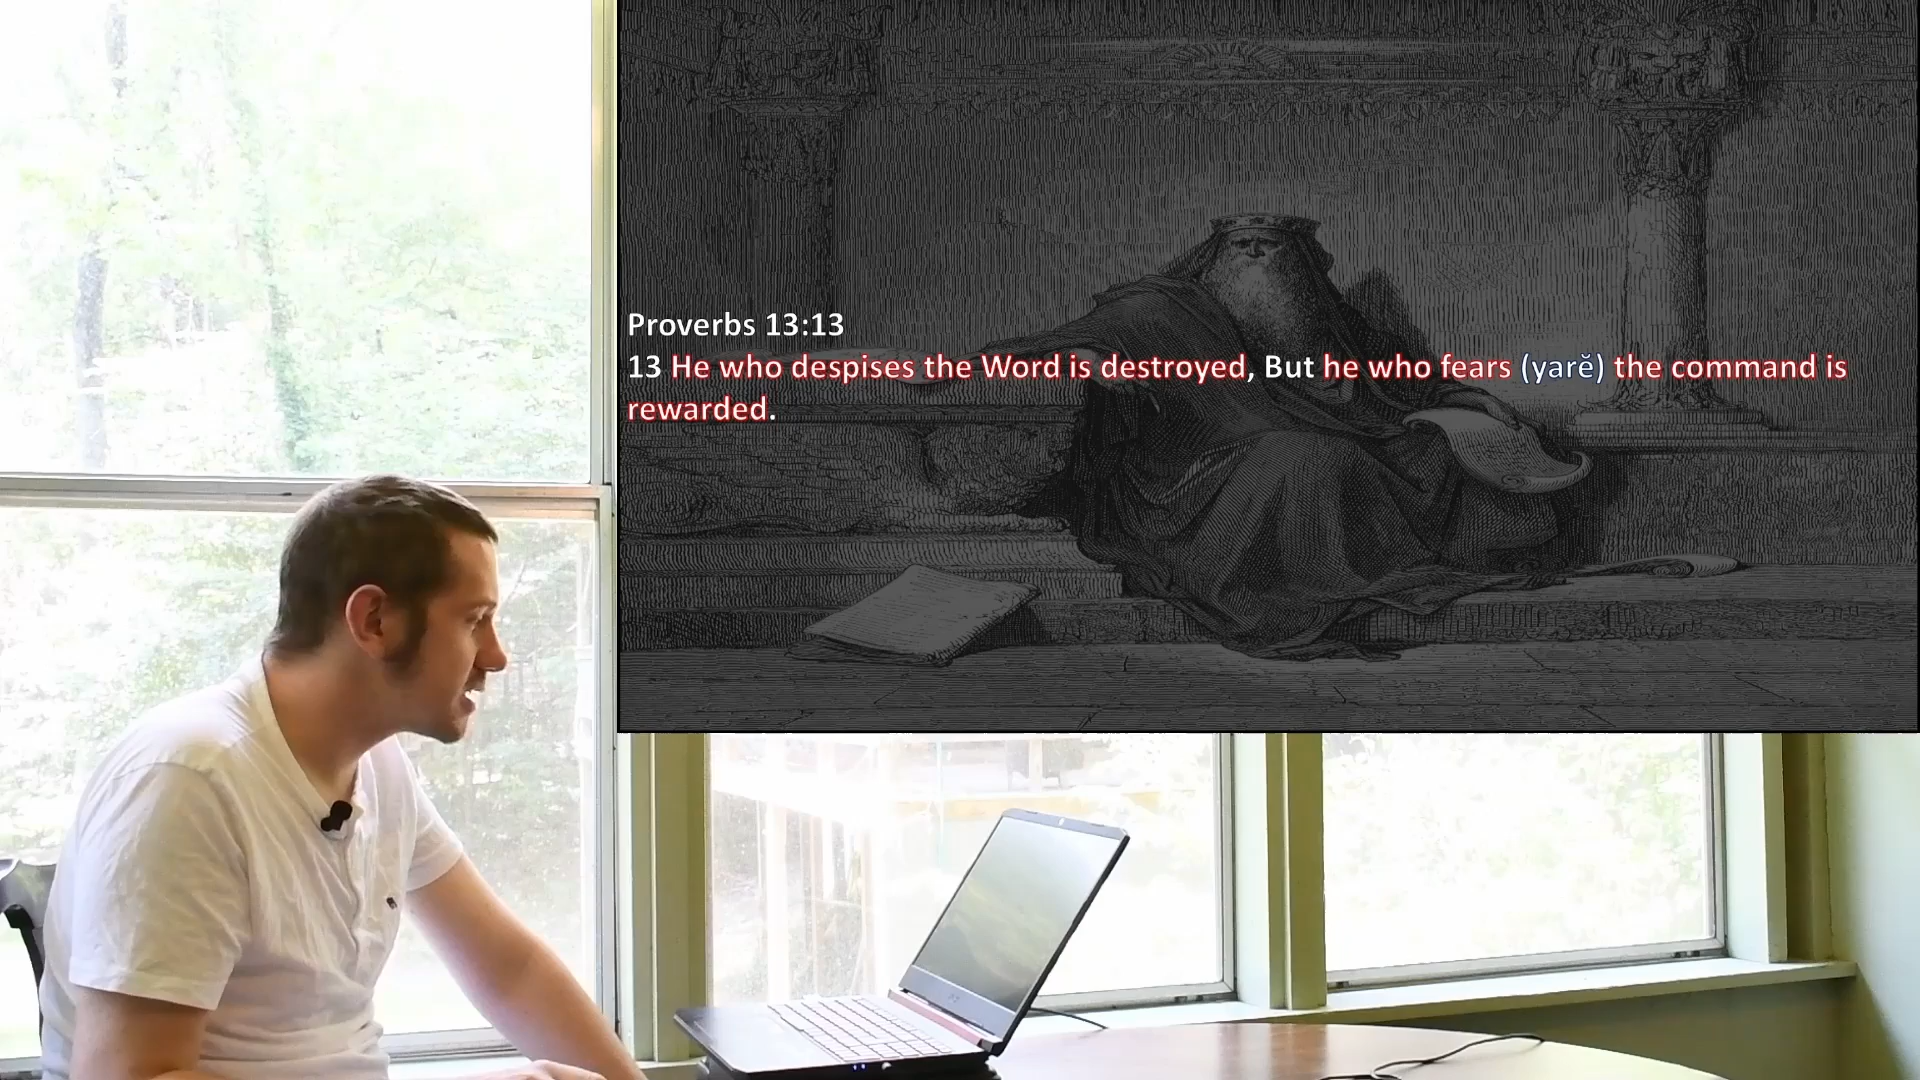 Proverbs 13:13
13 He who despises the Word is destroyed, But he who fears (yarĕ) the command is
rewarded.